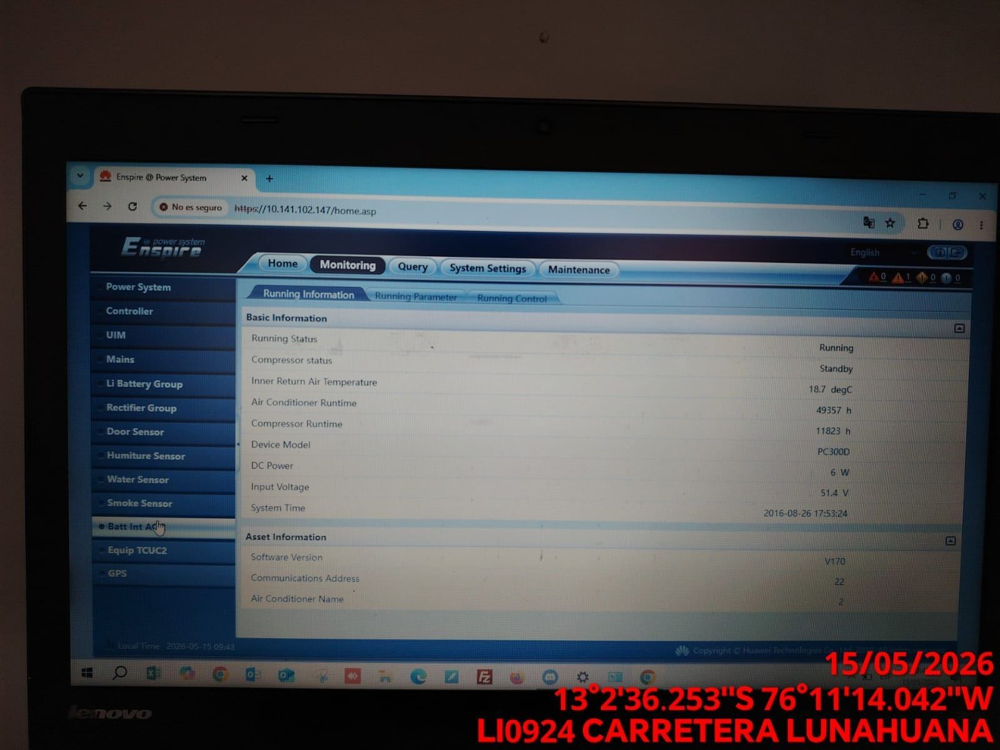 Enspire @ Power System
No es seguro https://10.141.102.147/home.asp
@ power system
Enspire
English
Home Monitoring Query System Settings Maintenance
0 1 0 0
Power System
Controller
UIM
Mains
Li Battery Group
Rectifier Group
Door Sensor
Humiture Sensor
Water Sensor
Smoke Sensor
Batt Int
Equip TCUC2
GPS
Running Information Running Parameter Running Control
Basic Information
Running Status Running
Compressor status Standby
Inner Return Air Temperature 18.7 degC
Air Conditioner Runtime 49357 h
Compressor Runtime 11823 h
Device Model PC300D
DC Power 6 W
Input Voltage 51.4 V
System Time 2016-08-26 17:53:24
Asset Information
Software Version V170
Communications Address 22
Air Conditioner Name 2
Local Time 2026-05-15 09:43
Copyright © Huawei Technologies Co.,
15/05/2026
13°2'36.253"S 76°11'14.042"W
LI0924 CARRETERA LUNAHUANA
lenovo